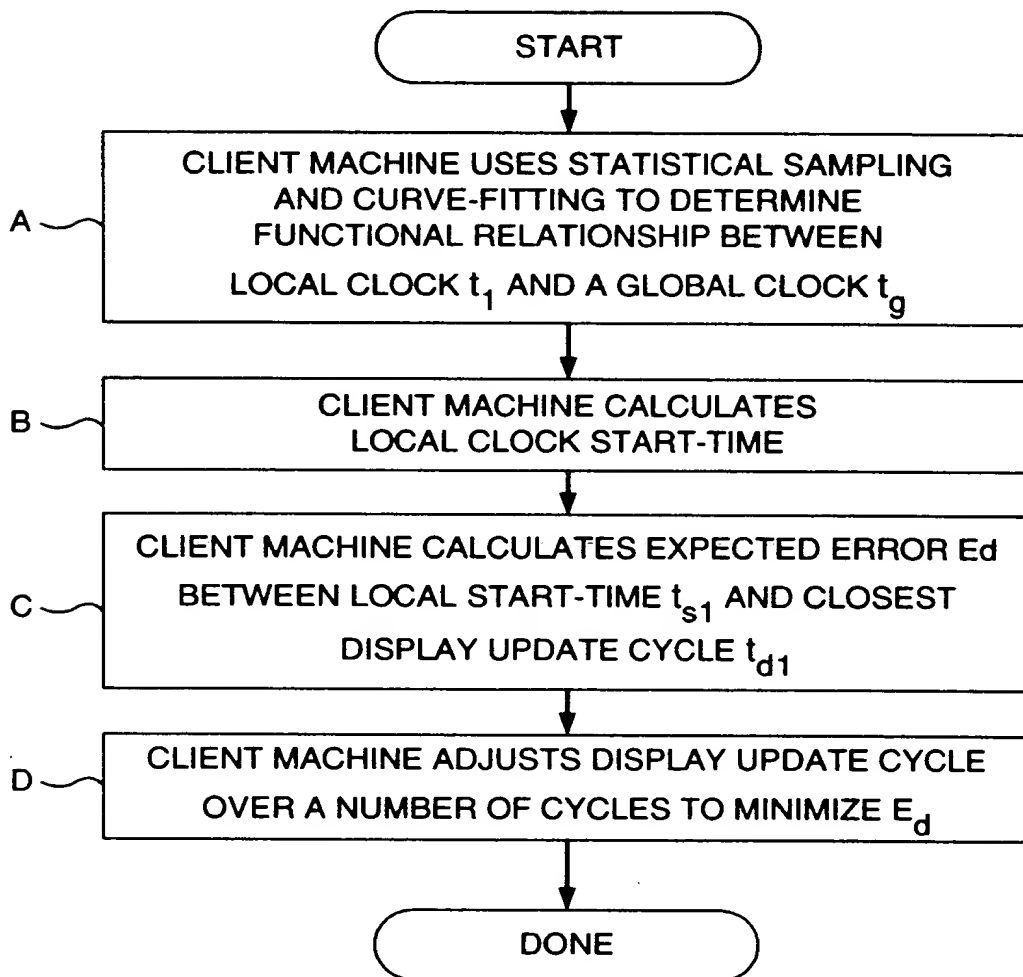 START
A
CLIENT MACHINE USES STATISTICAL SAMPLING
AND CURVE-FITTING TO DETERMINE
FUNCTIONAL RELATIONSHIP BETWEEN
LOCAL CLOCK t1 AND A GLOBAL CLOCK tg
B
CLIENT MACHINE CALCULATES
LOCAL CLOCK START-TIME
C
CLIENT MACHINE CALCULATES EXPECTED ERROR Ed
BETWEEN LOCAL START-TIME ts1 AND CLOSEST
DISPLAY UPDATE CYCLE td1
D
CLIENT MACHINE ADJUSTS DISPLAY UPDATE CYCLE
OVER A NUMBER OF CYCLES TO MINIMIZE Ed
DONE